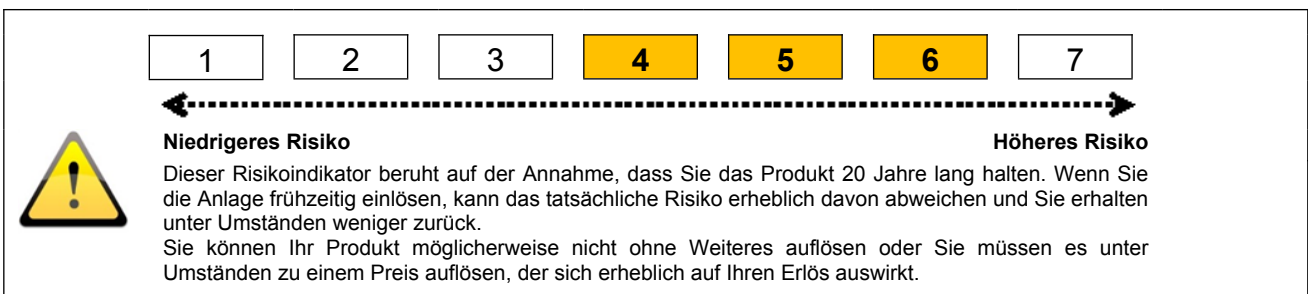 1 2 3 4 5 6 7
Niedrigeres Risiko Höheres Risiko
Dieser Risikoindikator beruht auf der Annahme, dass Sie das Produkt 20 Jahre lang halten. Wenn Sie
die Anlage frühzeitig einlösen, kann das tatsächliche Risiko erheblich davon abweichen und Sie erhalten
unter Umständen weniger zurück.
Sie können Ihr Produkt möglicherweise nicht ohne Weiteres auflösen oder Sie müssen es unter
Umständen zu einem Preis auflösen, der sich erheblich auf Ihren Erlös auswirkt.